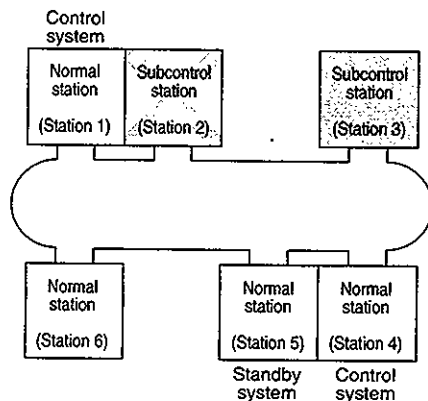 Control
system
Normal
station
(Station 1)
Subcontrol
station
(Station 2)
Subcontrol
station
(Station 3)
Normal
station
(Station 6)
Normal
station
(Station 5)
Normal
station
(Station 4)
Standby
system
Control
system